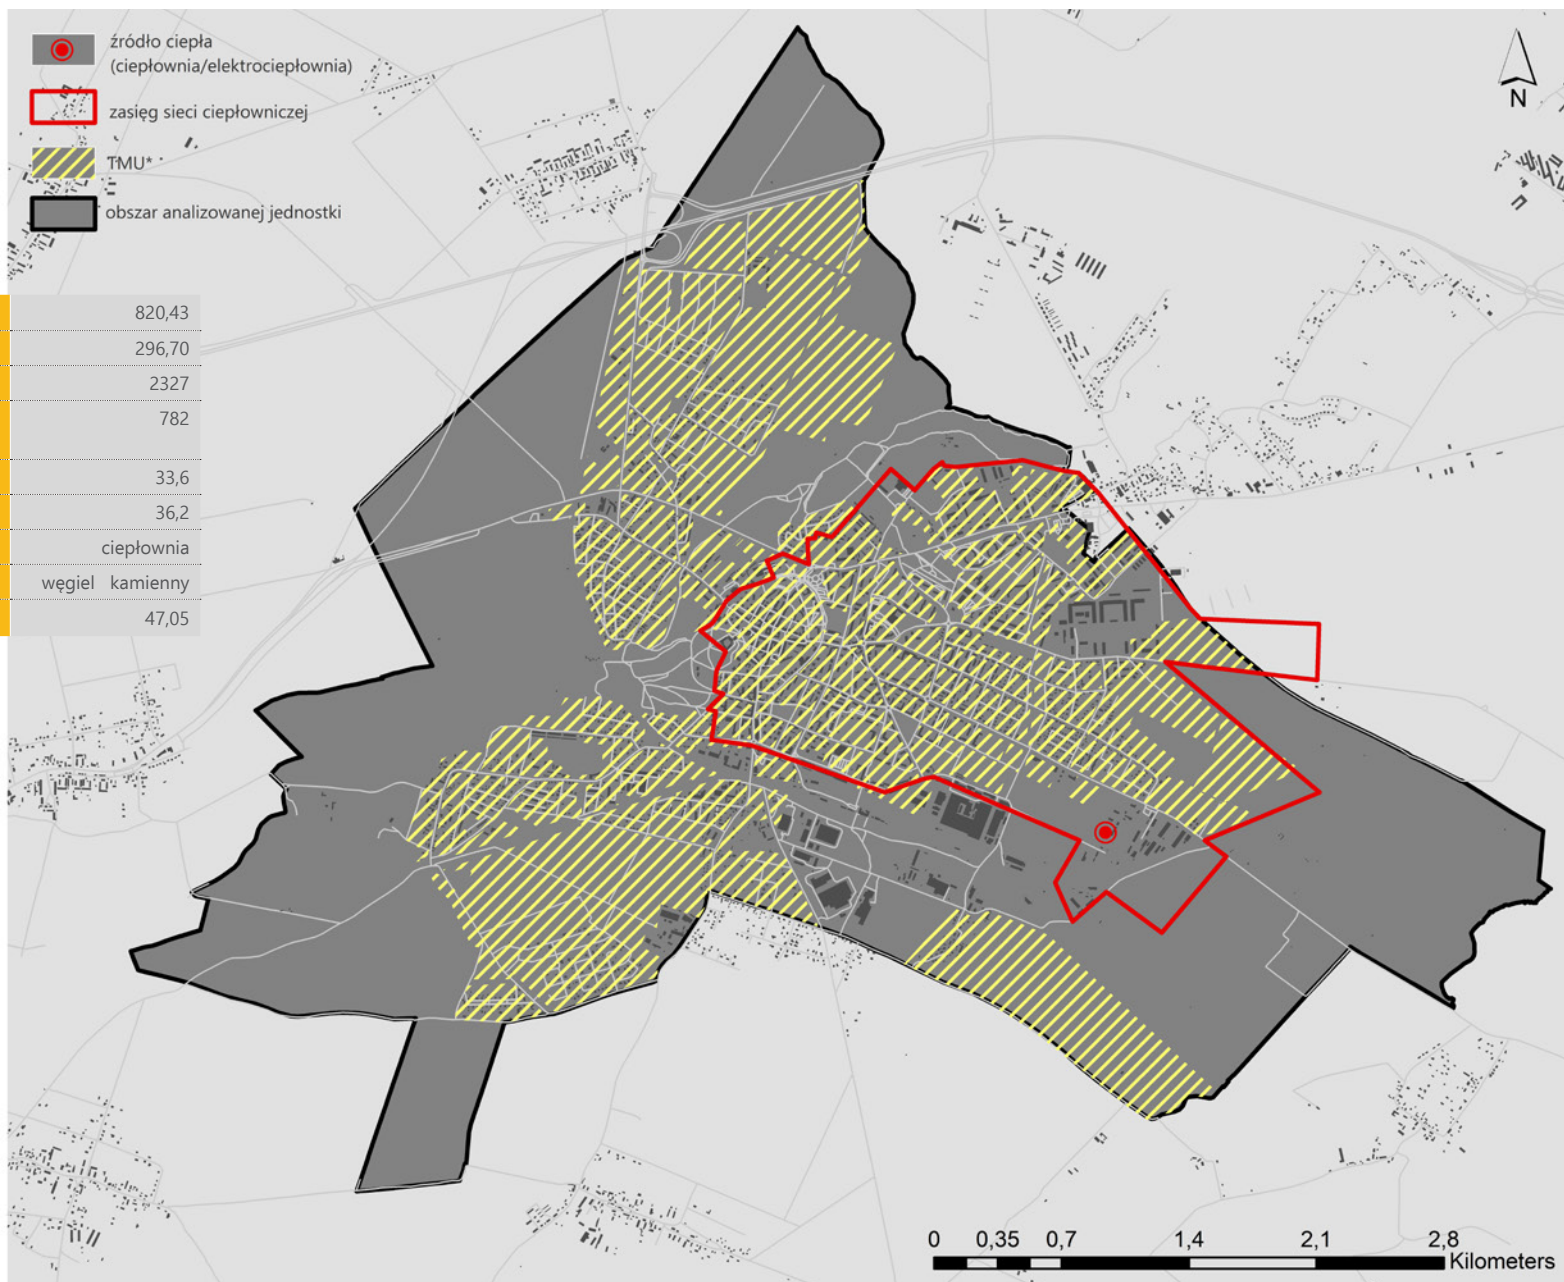 źródło ciepła
(ciepłownia/elektrociepłownia)
zasięg sieci ciepłowniczej
TMU*
obszar analizowanej jednostki
N
820,43
296,70
2327
782
33,6
36,2
ciepłownia
węgiel kamienny
47,05
0 0,35 0,7 1,4 2,1 2,8
Kilometers